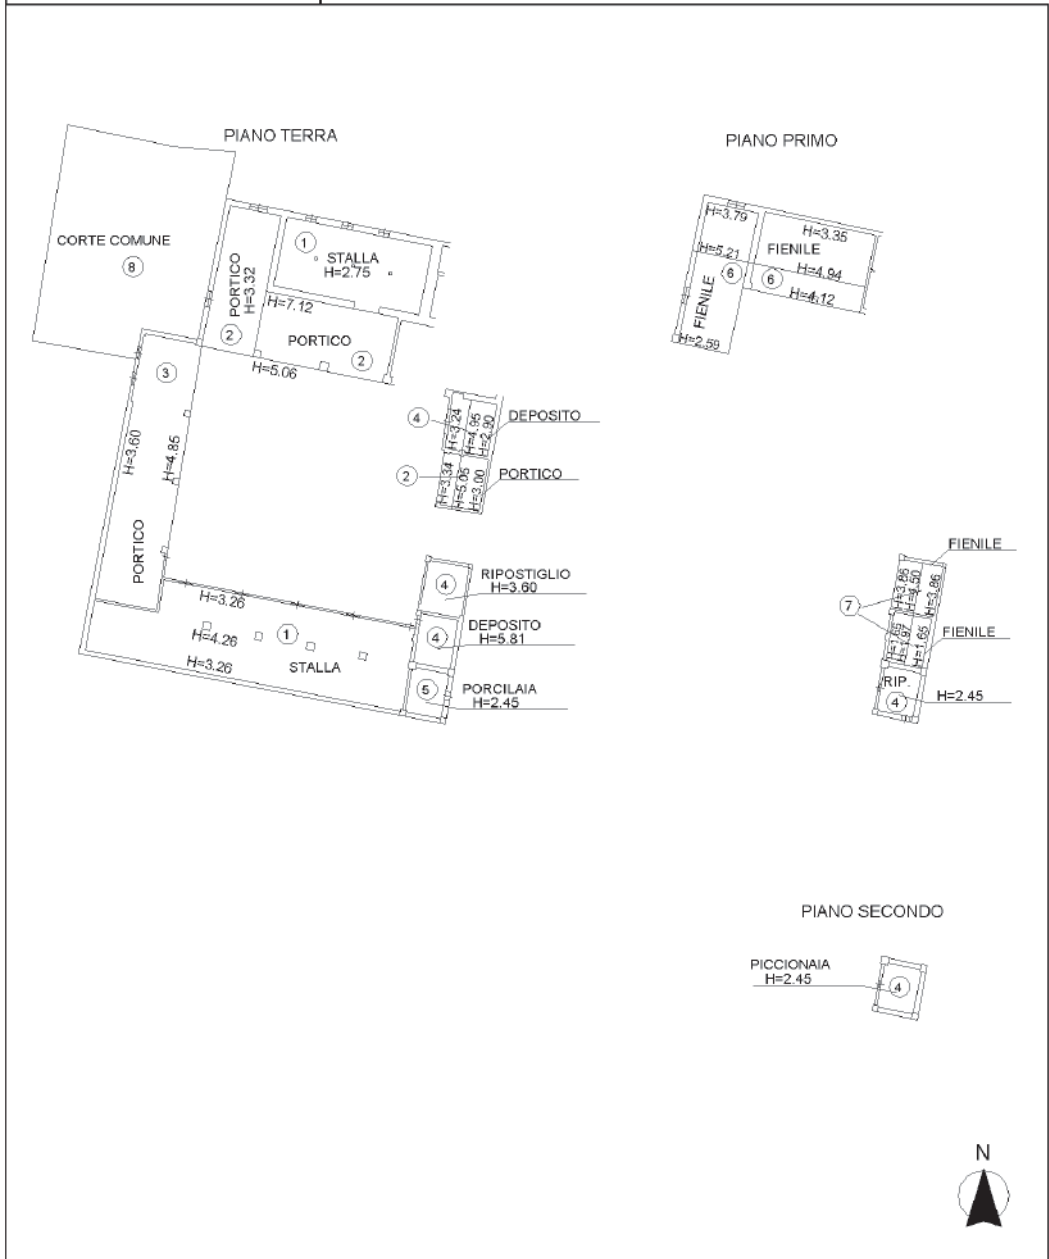 PIANO TERRA
PIANO PRIMO
CORTE COMUNE
8
1
STALLA
H=2.75
PORTICO
H=3.32
2
H=7.12
PORTICO
2
H=5.06
3
H=3.60
H=4.85
PORTICO
H=3.79
H=5.21
6
FIENILE
H=2.59
H=3.35
FIENILE
H=4.94
6
H=4.12
4
H=3.24
H=4.95
H=2.90
DEPOSITO
2
H=3.34
H=5.05
H=3.00
PORTICO
H=3.26
H=4.26
1
H=3.26
STALLA
4
RIPOSTIGLIO
H=3.60
4
DEPOSITO
H=5.81
5
PORCILAIA
H=2.45
FIENILE
7
H=3.86
H=4.50
H=3.86
H=1.65
H=1.97
H=1.65
FIENILE
RIP.
4
H=2.45
PIANO SECONDO
PICCIONAIA
H=2.45
4
N